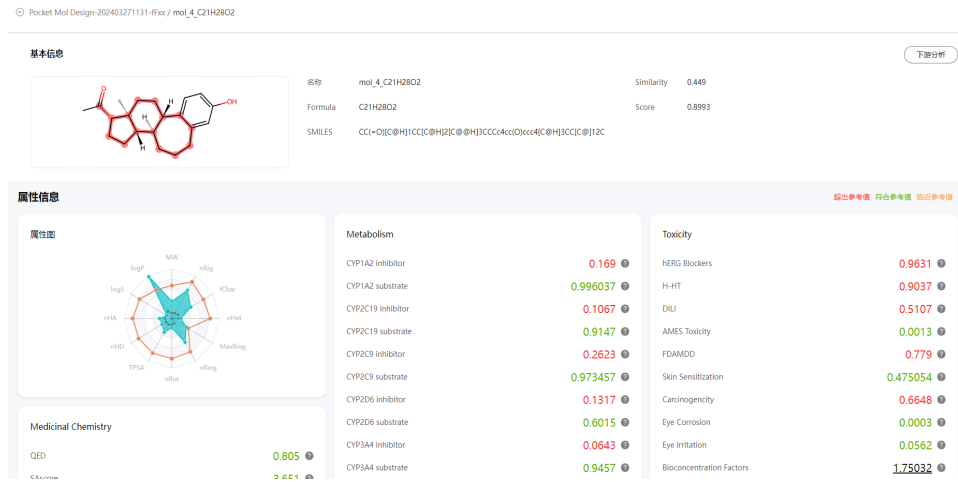 Pocket Mol Design-202403271131-fFxx / mol_4_C21H28O2
基本信息
下游分析
名称 mol_4_C21H28O2
Similarity 0.449
Formula C21H28O2
Score 0.8993
SMILES CC(=O)[C@H]1CC[C@H]2[C@@H]3CCCc4cc(O)ccc4[C@H]3CC[C@]12C
O
H
OH
H
H
属性信息
超出参考值 符合参考值 临近参考值
属性图
MW
nRig
fChar
nHet
MaxRing
nRing
nRot
TPSA
nHD
nHA
logS
logP
Medicinal Chemistry
QED 0.805
SAscore 3.651
Metabolism
CYP1A2 inhibitor 0.169
CYP1A2 substrate 0.996037
CYP2C19 inhibitor 0.1067
CYP2C19 substrate 0.9147
CYP2C9 inhibitor 0.2623
CYP2C9 substrate 0.973457
CYP2D6 inhibitor 0.1317
CYP2D6 substrate 0.6015
CYP3A4 inhibitor 0.0643
CYP3A4 substrate 0.9457
Toxicity
hERG Blockers 0.9631
H-HT 0.9037
DILI 0.5107
AMES Toxicity 0.0013
FDAMDD 0.779
Skin Sensitization 0.475054
Carcinogencity 0.6648
Eye Corrosion 0.0003
Eye Irritation 0.0562
Bioconcentration Factors 1.75032